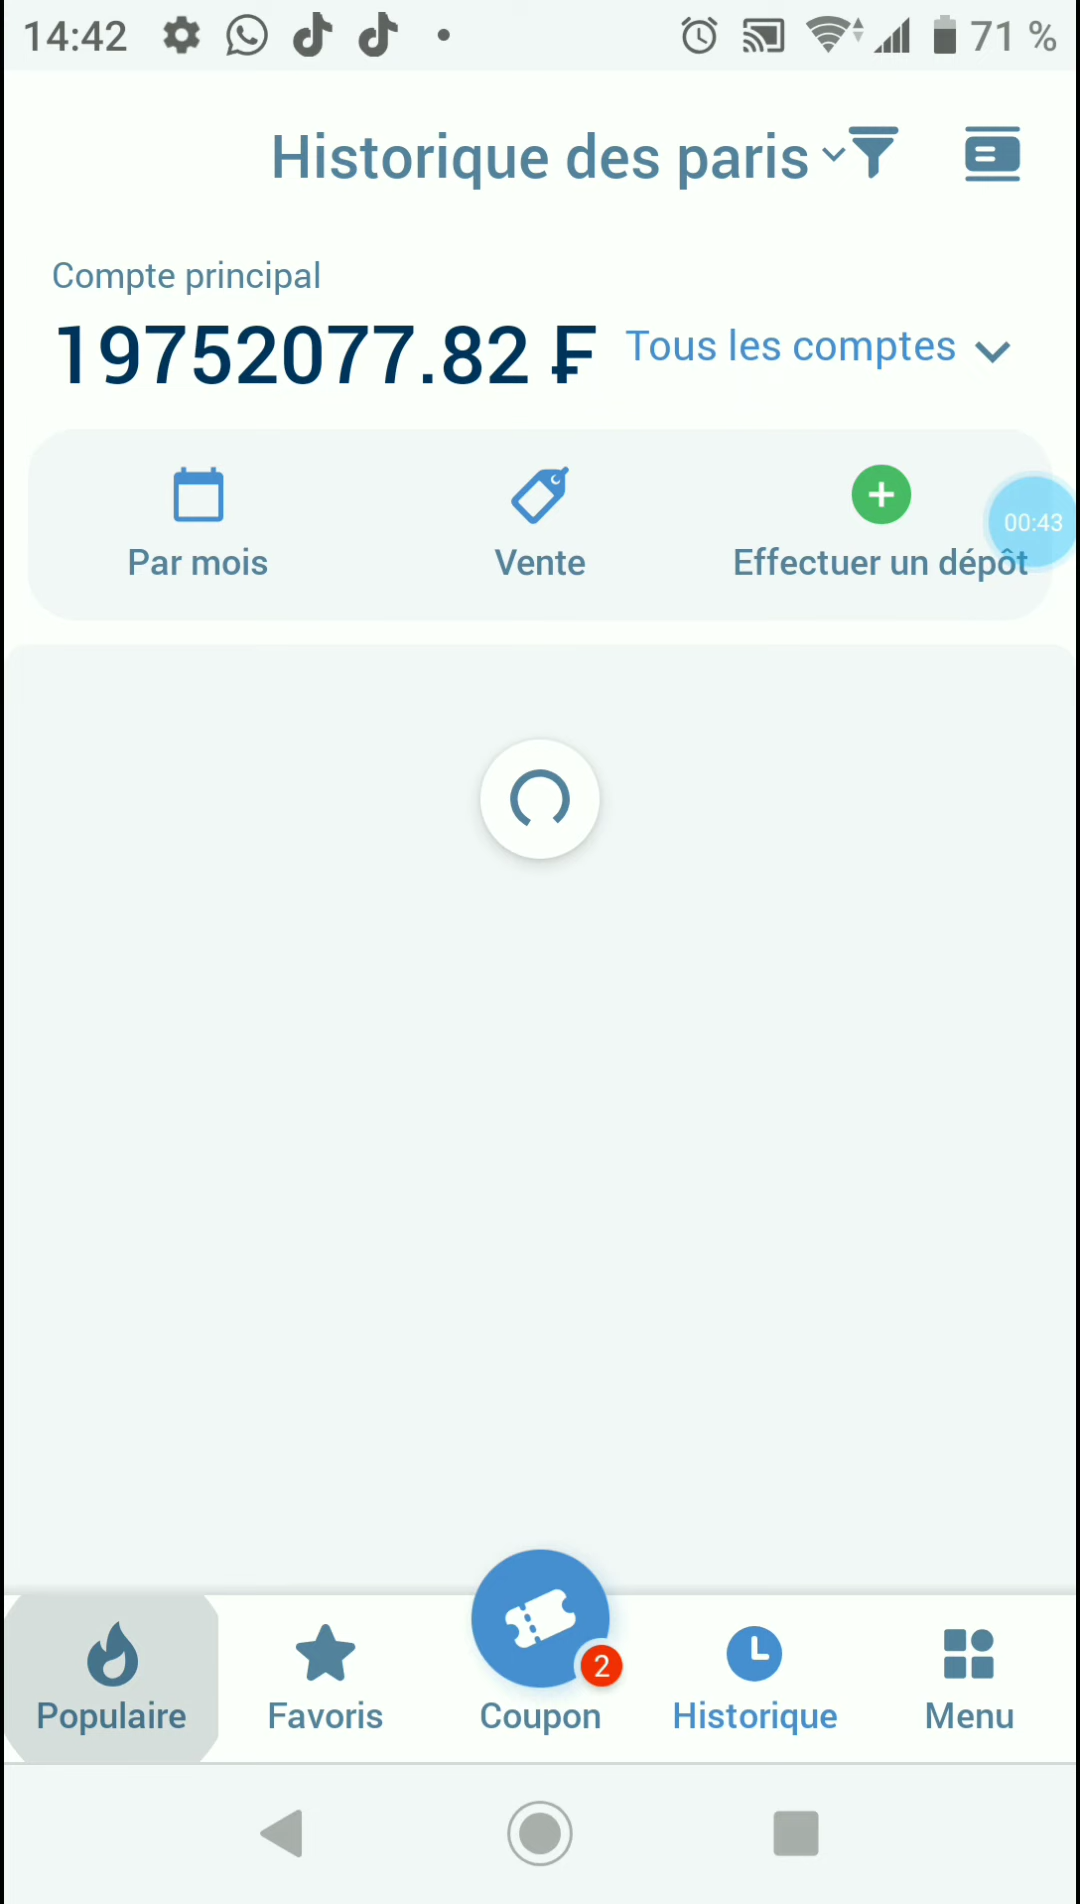 14:42
71 %
Historique des paris
Compte principal
19752077.82 ₣
Tous les comptes
Par mois
Vente
Effectuer un dépôt
00:43
2
Populaire
Favoris
Coupon
Historique
Menu